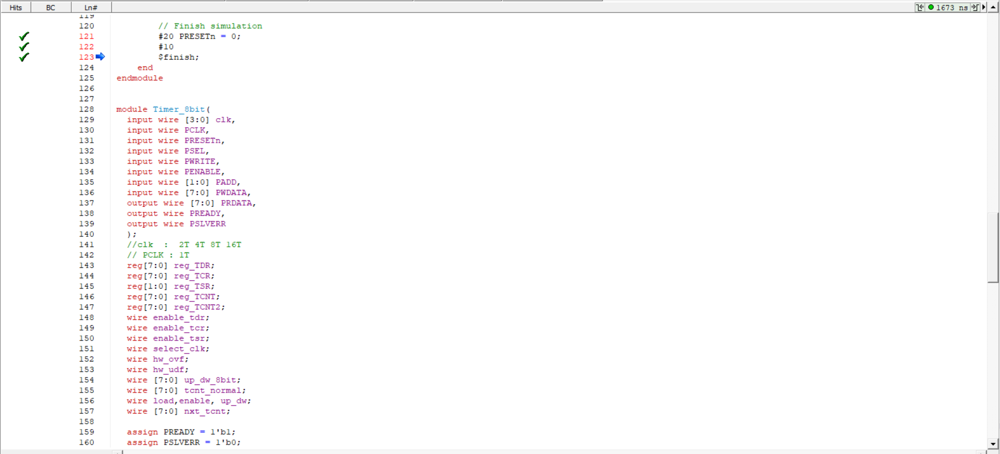 Hits BC Ln# 1673 ns
119
120 // Finish simulation
121 #20 PRESETn = 0;
122 #10
123 $finish;
124 end
125 endmodule
126
127
128 module Timer_8bit(
129 input wire [3:0] clk,
130 input wire PCLK,
131 input wire PRESETn,
132 input wire PSEL,
133 input wire PWRITE,
134 input wire PENABLE,
135 input wire [1:0] PADD,
136 input wire [7:0] PWDATA,
137 output wire [7:0] PRDATA,
138 output wire PREADY,
139 output wire PSLVERR
140 );
141 //clk : 2T 4T 8T 16T
142 // PCLK : 1T
143 reg[7:0] reg_TDR;
144 reg[7:0] reg_TCR;
145 reg[1:0] reg_TSR;
146 reg[7:0] reg_TCNT;
147 reg[7:0] reg_TCNT2;
148 wire enable_tdr;
149 wire enable_tcr;
150 wire enable_tsr;
151 wire select_clk;
152 wire hw_ovf;
153 wire hw_udf;
154 wire [7:0] up_dw_8bit;
155 wire [7:0] tcnt_normal;
156 wire load,enable, up_dw;
157 wire [7:0] nxt_tcnt;
158
159 assign PREADY = 1'b1;
160 assign PSLVERR = 1'b0;